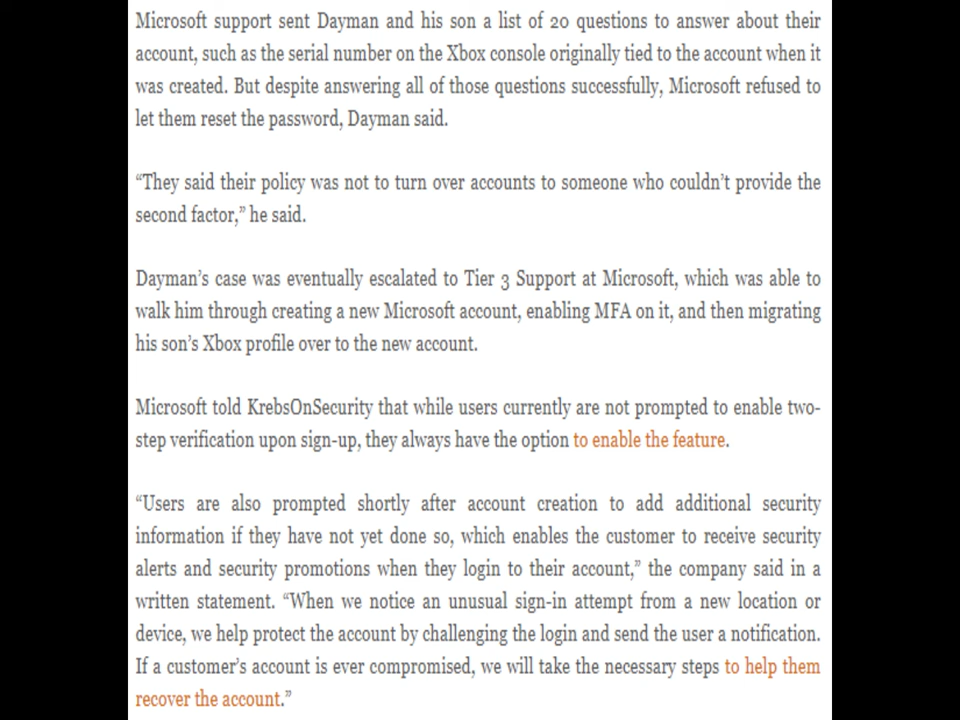 Microsoft support sent Dayman and his son a list of 20 questions to answer about their
account, such as the serial number on the Xbox console originally tied to the account when it
was created. But despite answering all of those questions successfully, Microsoft refused to
let them reset the password, Dayman said.
“They said their policy was not to turn over accounts to someone who couldn’t provide the
second factor,” he said.
Dayman’s case was eventually escalated to Tier 3 Support at Microsoft, which was able to
walk him through creating a new Microsoft account, enabling MFA on it, and then migrating
his son’s Xbox profile over to the new account.
Microsoft told KrebsOnSecurity that while users currently are not prompted to enable two-
step verification upon sign-up, they always have the option to enable the feature.
“Users are also prompted shortly after account creation to add additional security
information if they have not yet done so, which enables the customer to receive security
alerts and security promotions when they login to their account,” the company said in a
written statement. “When we notice an unusual sign-in attempt from a new location or
device, we help protect the account by challenging the login and send the user a notification.
If a customer’s account is ever compromised, we will take the necessary steps to help them
recover the account.”